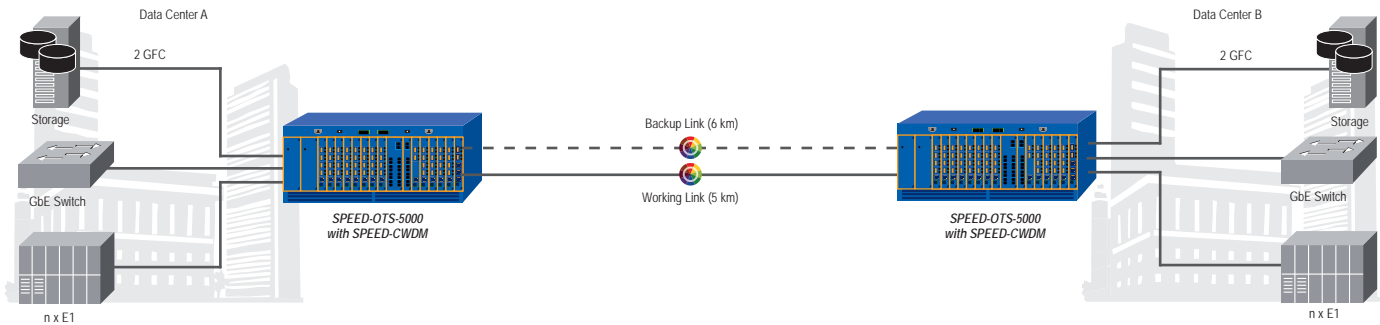 Data Center A
2 GFC
Storage
GbE Switch
n x E1
SPEED-OTS-5000
with SPEED-CWDM
Backup Link (6 km)
Working Link (5 km)
SPEED-OTS-5000
with SPEED-CWDM
Data Center B
2 GFC
Storage
GbE Switch
n x E1